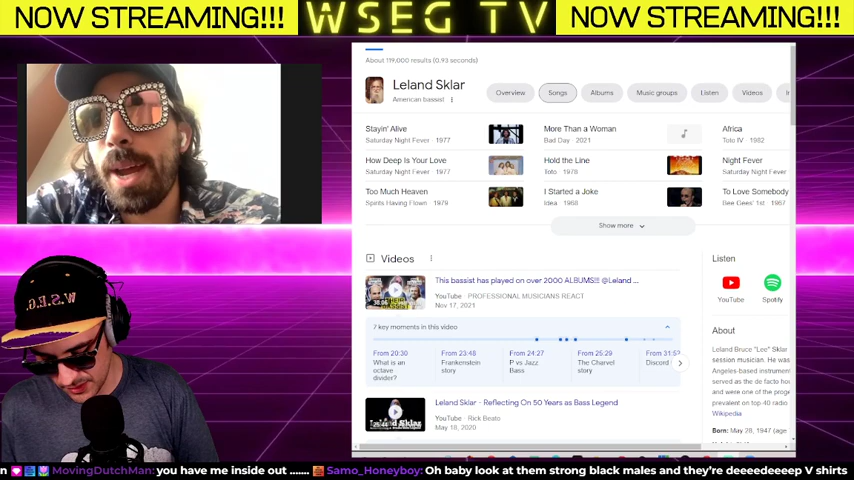 NOW STREAMING!!!
WSEG TV
NOW STREAMING!!!
About 119,000 results (0.93 seconds)
Leland Sklar
American bassist
Overview
Songs
Albums
Music groups
Listen
Videos
Stayin' Alive
Saturday Night Fever · 1977
More Than a Woman
Bad Day · 2021
Africa
Toto IV · 1982
How Deep Is Your Love
Saturday Night Fever · 1977
Hold the Line
Toto · 1978
Night Fever
Saturday Night Fever
Too Much Heaven
Spirits Having Flown · 1979
I Started a Joke
Idea · 1968
To Love Somebody
Bee Gees' 1st · 1967
Show more
Videos
This bassist has played on over 2000 ALBUMS!!! @Leland ...
YouTube · PROFESSIONAL MUSICIANS REACT
Nov 17, 2021
38:06
7 key moments in this video
From 20:30
What is an
octave
divider?
From 23:48
Frankenstein
story
From 24:27
P vs Jazz
Bass
From 25:29
The Charvel
story
From 31:5
Discord
Leland Sklar - Reflecting On 50 Years as Bass Legend
YouTube · Rick Beato
May 18, 2020
Listen
YouTube
Spotify
About
Leland Bruce "Lee" Sklar
session musician. He wa
Angeles-based instrumen
served as the de facto hou
and were one of the proge
prevalent on top 40 radio
Wikipedia
Born: May 28, 1947 (age
W.S.E.G.
n MovingDutchMan: you have me inside out ....... Samo_Honeyboy: Oh baby look at them strong black males and they're deeeedeeeep V shirts